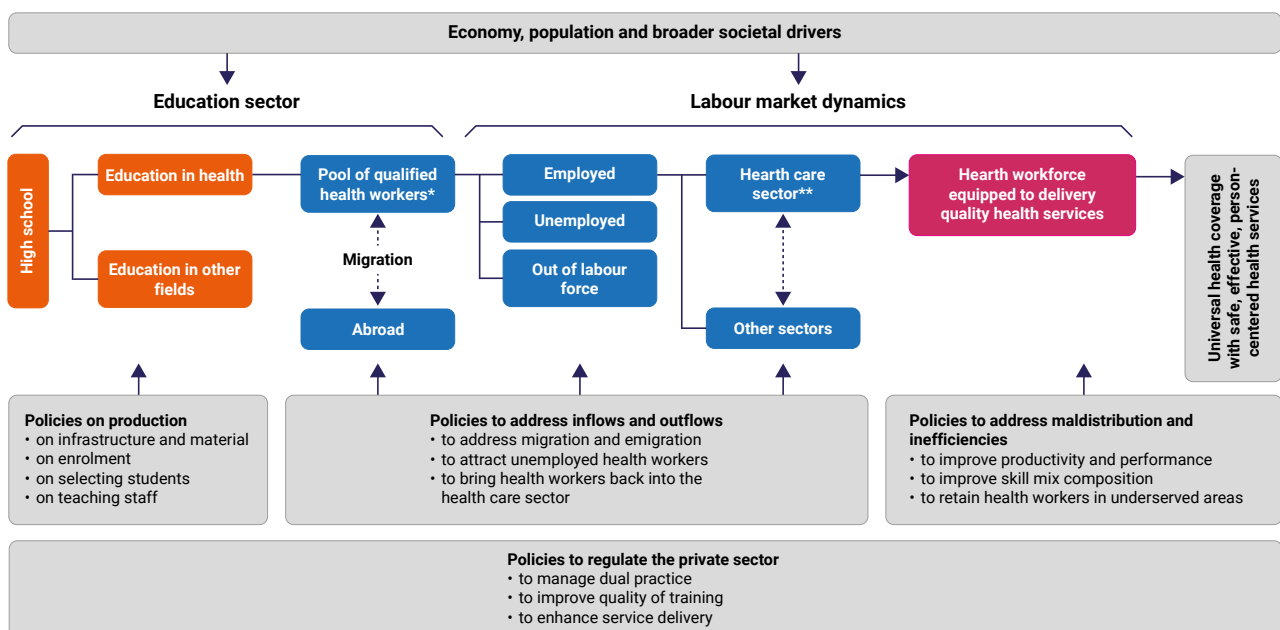 Economy, population and broader societal drivers
Education sector
Labour market dynamics
High school
Education in health
Education in other
fields
Pool of qualified
health workers*
Migration
Abroad
Employed
Unemployed
Out of labour
force
Hearth care
sector**
Other sectors
Hearth workforce
equipped to delivery
quality health services
Universal health coverage
with safe, effective, person-
centered health services
Policies on production
• on infrastructure and material
• on enrolment
• on selecting students
• on teaching staff
Policies to address inflows and outflows
• to address migration and emigration
• to attract unemployed health workers
• to bring health workers back into the
health care sector
Policies to address maldistribution and
inefficiencies
• to improve productivity and performance
• to improve skill mix composition
• to retain health workers in underserved areas
Policies to regulate the private sector
• to manage dual practice
• to improve quality of training
• to enhance service delivery